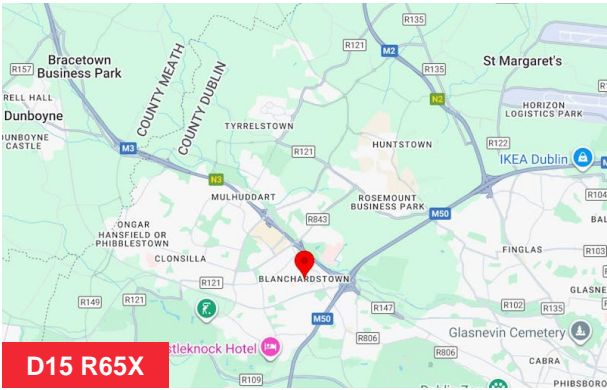 R135
R121
M2
Bracetown
Business Park
R157
COUNTY MEATH
COUNTY DUBLIN
R135
St Margaret's
N2
RELL HALL
Dunboyne
HORIZON
LOGISTICS PARK
DUNBOYNE
CASTLE
TYRRELSTOWN
M3
R121
HUNTSTOWN
R122
IKEA Dublin
N3
MULHUDDART
ROSEMOUNT
BUSINESS PARK
R104
R843
M50
BAL
ONGAR
HANSFIELD OR
PHIBBLESTOWN
CLONSILLA
FINGLAS
R103
BLANCHARDSTOWN
R121
GLASNE
R149
R121
R147
R102
R135
M50
Glasnevin Cemetery
R806
R806
stleknock Hotel
D15 R65X
CABRA
R109
PHIBSBORO